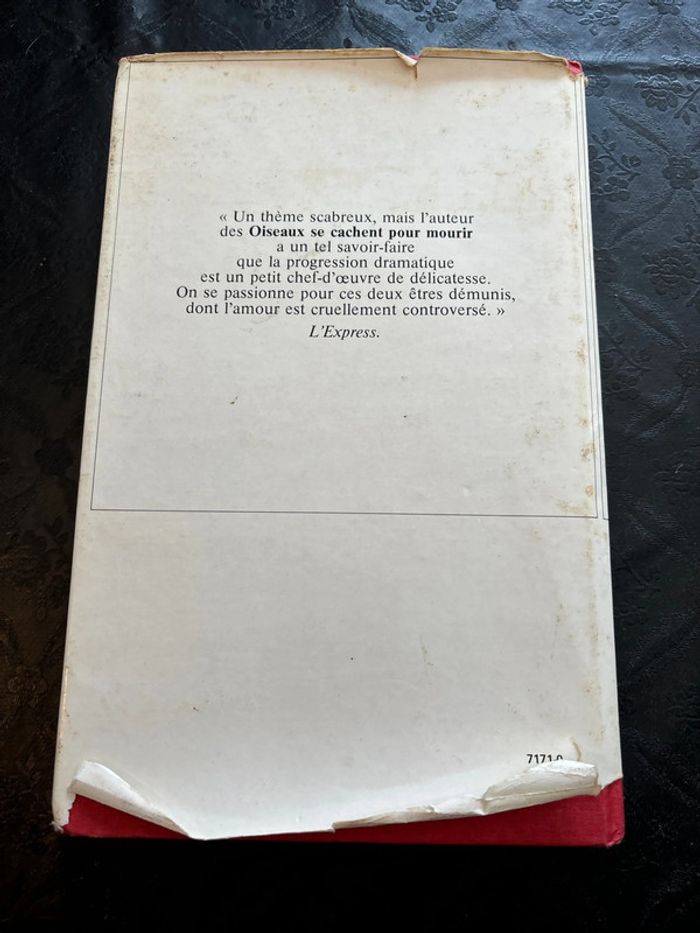 « Un thème scabreux, mais l'auteur
des Oiseaux se cachent pour mourir
a un tel savoir-faire
que la progression dramatique
est un petit chef-d'œuvre de délicatesse.
On se passionne pour ces deux êtres démunis,
dont l'amour est cruellement controversé. »
L'Express.
7171-9